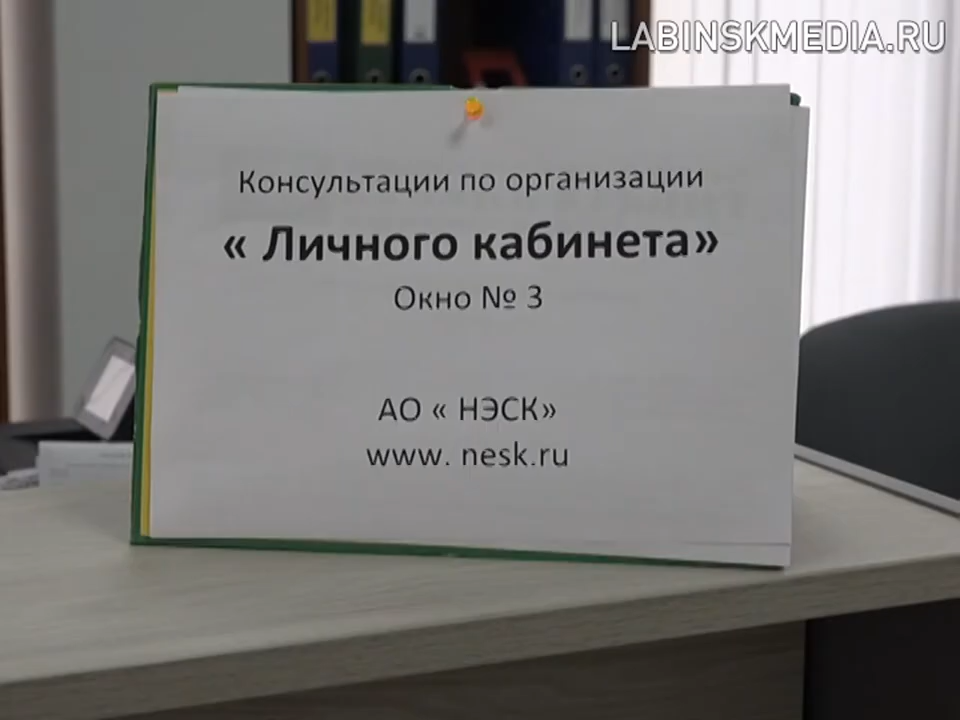 LABINSKMEDIA.RU
Консультации по организации
« Личного кабинета»
Окно № 3
АО « НЭСК»
www. nesk.ru